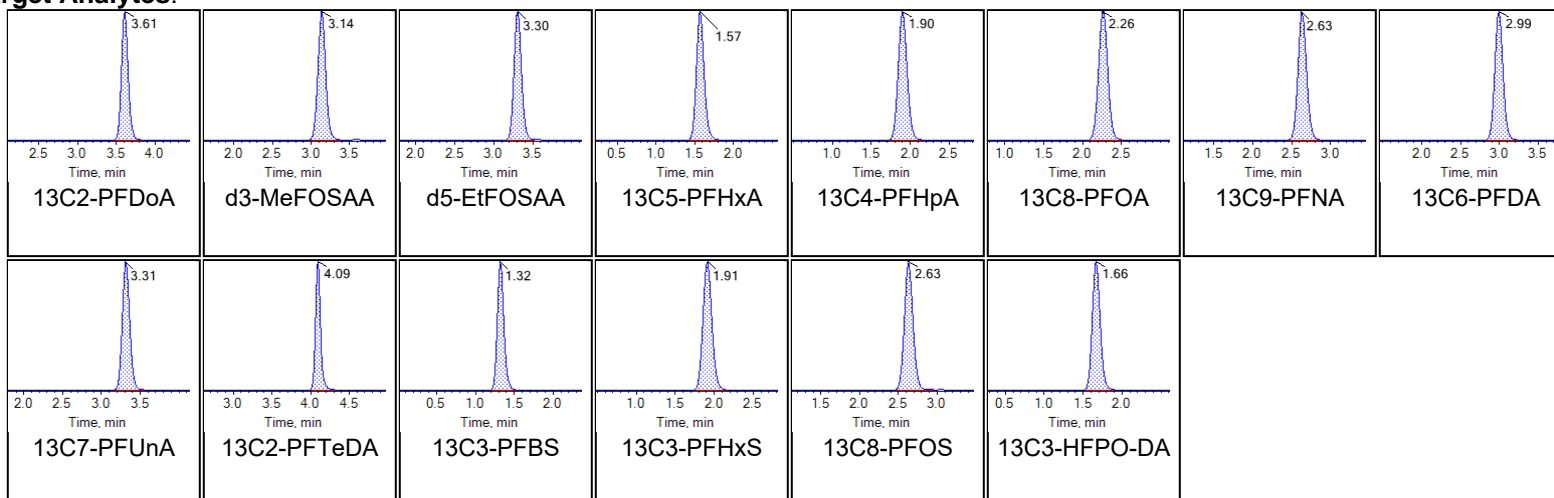 arget Analytes:
3.61 3.14 3.30 1.57 1.90 2.26 2.63 2.99
2.5 3.0 3.5 4.0 2.0 2.5 3.0 3.5 2.0 2.5 3.0 3.5 0.5 1.0 1.5 2.0 1.0 1.5 2.0 2.5 1.0 1.5 2.0 2.5 1.5 2.0 2.5 3.0 2.0 2.5 3.0 3.5
Time, min Time, min Time, min Time, min Time, min Time, min Time, min Time, min
13C2-PFDoA d3-MeFOSAA d5-EtFOSAA 13C5-PFHxA 13C4-PFHpA 13C8-PFOA 13C9-PFNA 13C6-PFDA
3.31 4.09 1.32 1.91 2.63 1.66
2.0 2.5 3.0 3.5 3.0 3.5 4.0 4.5 0.5 1.0 1.5 2.0 1.0 1.5 2.0 2.5 1.5 2.0 2.5 3.0 0.5 1.0 1.5 2.0
Time, min Time, min Time, min Time, min Time, min Time, min
13C7-PFUnA 13C2-PFTeDA 13C3-PFBS 13C3-PFHxS 13C8-PFOS 13C3-HFPO-DA